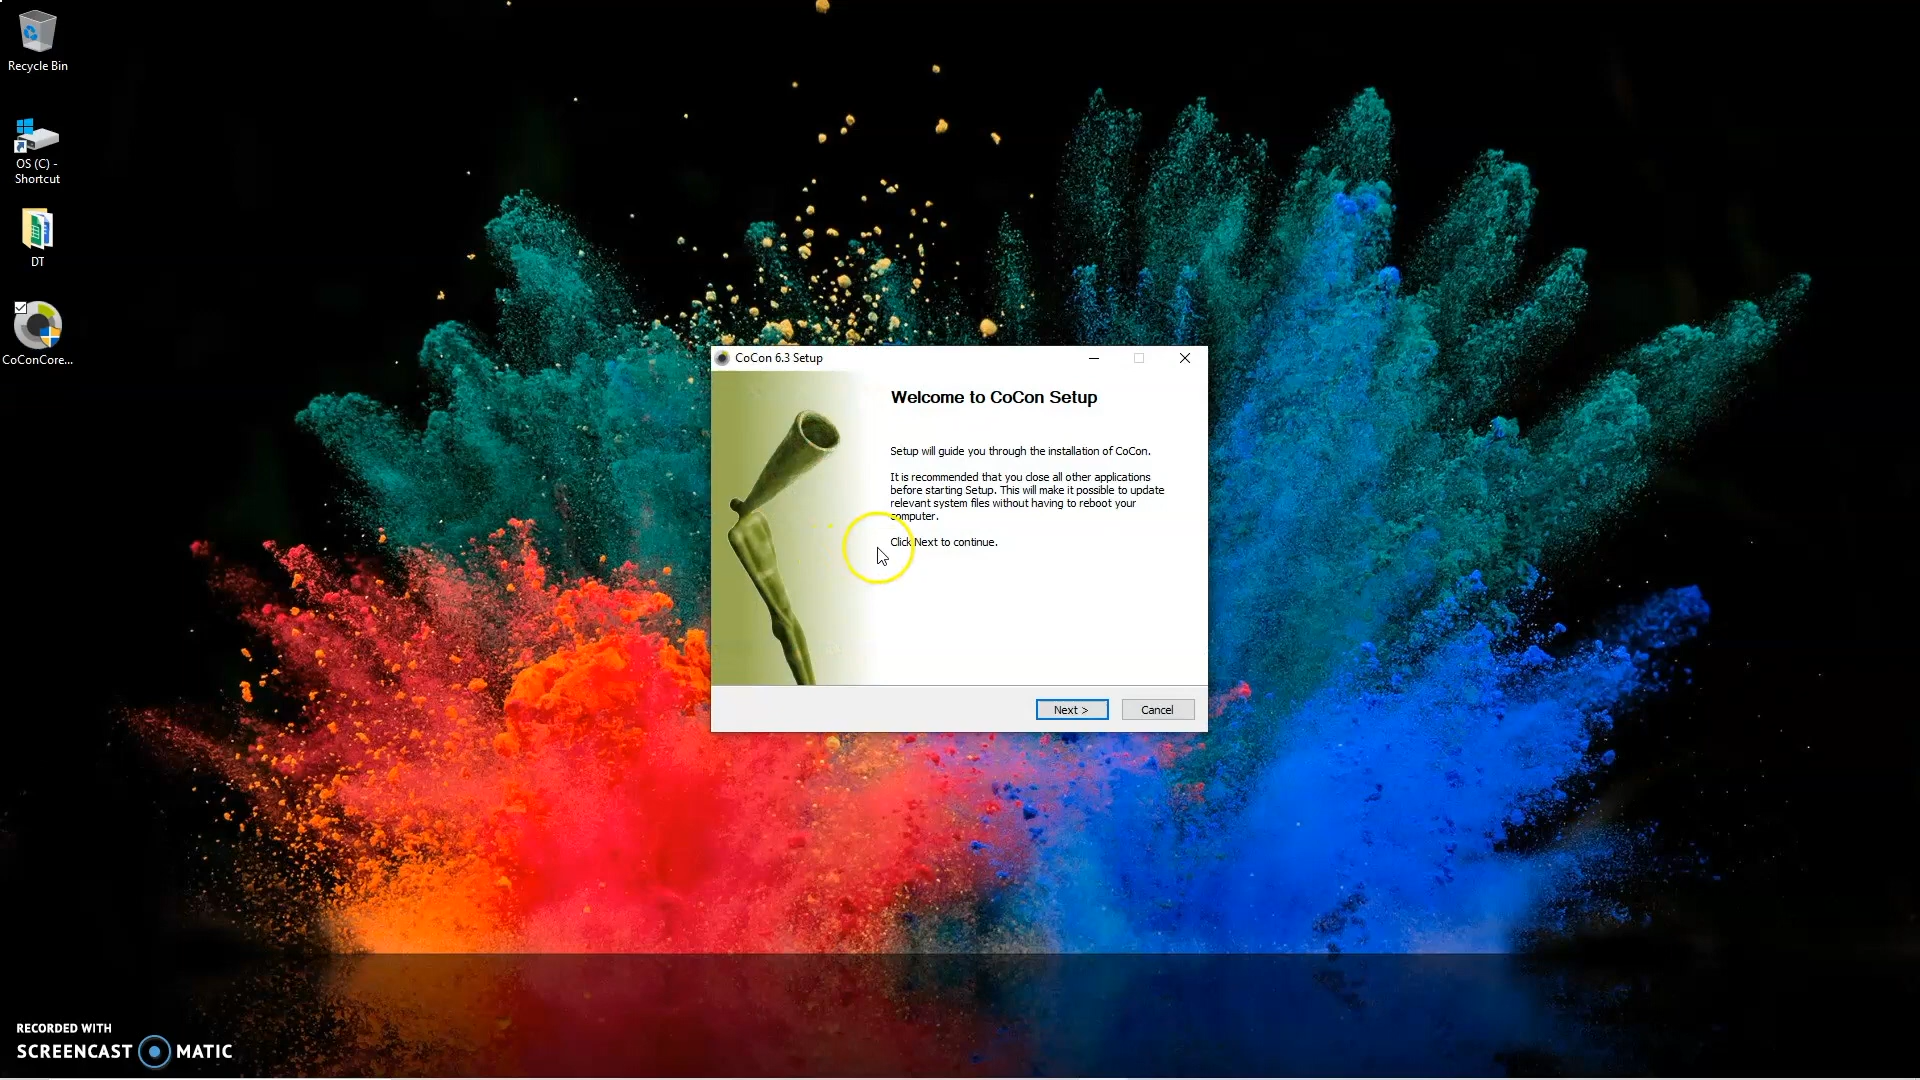 Recycle Bin
OS (C) -
Shortcut
DT
CoConCore...
CoCon 6.3 Setup
Welcome to CoCon Setup
Setup will guide you through the installation of CoCon.
It is recommended that you close all other applications
before starting Setup. This will make it possible to update
relevant system files without having to reboot your
computer.
Click Next to continue.
Next >
Cancel
RECORDED WITH
SCREENCAST MATIC